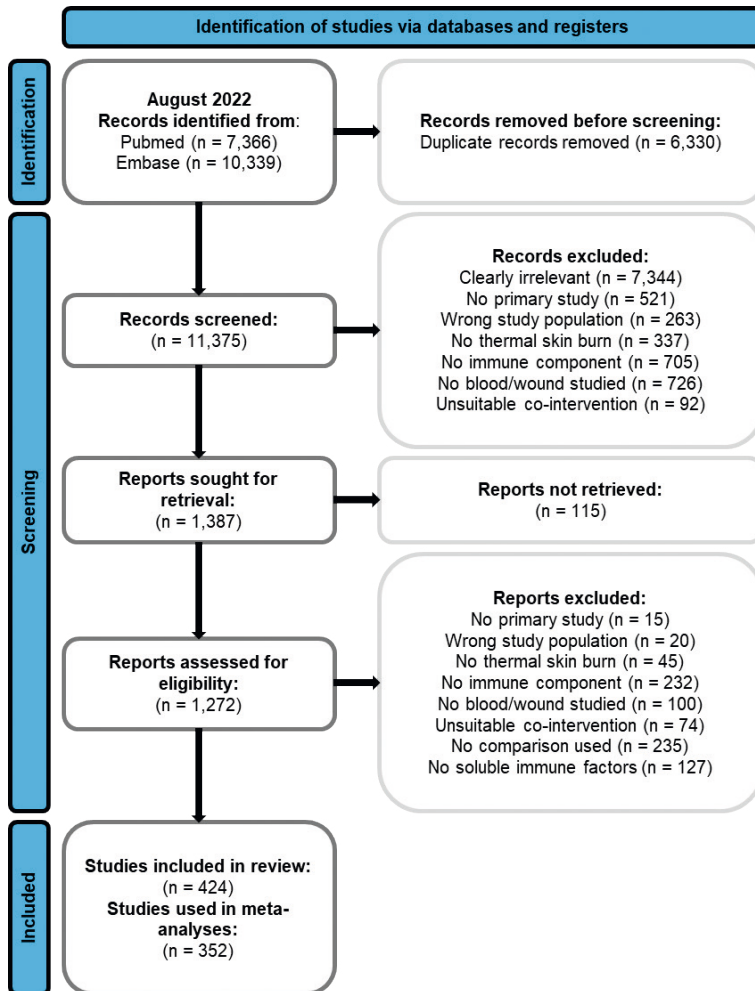 Identification of studies via databases and registers
Identification
August 2022
Records identified from:
Pubmed (n = 7,366)
Embase (n = 10,339)
Records removed before screening:
Duplicate records removed (n = 6,330)
Screening
Records screened:
(n = 11,375)
Records excluded:
Clearly irrelevant (n = 7,344)
No primary study (n = 521)
Wrong study population (n = 263)
No thermal skin burn (n = 337)
No immune component (n = 705)
No blood/wound studied (n = 726)
Unsuitable co-intervention (n = 92)
Reports sought for
retrieval:
(n = 1,387)
Reports not retrieved:
(n = 115)
Reports assessed for
eligibility:
(n = 1,272)
Reports excluded:
No primary study (n = 15)
Wrong study population (n = 20)
No thermal skin burn (n = 45)
No immune component (n = 232)
No blood/wound studied (n = 100)
Unsuitable co-intervention (n = 74)
No comparison used (n = 235)
No soluble immune factors (n = 127)
Included
Studies included in review:
(n = 424)
Studies used in meta-
analyses:
(n = 352)